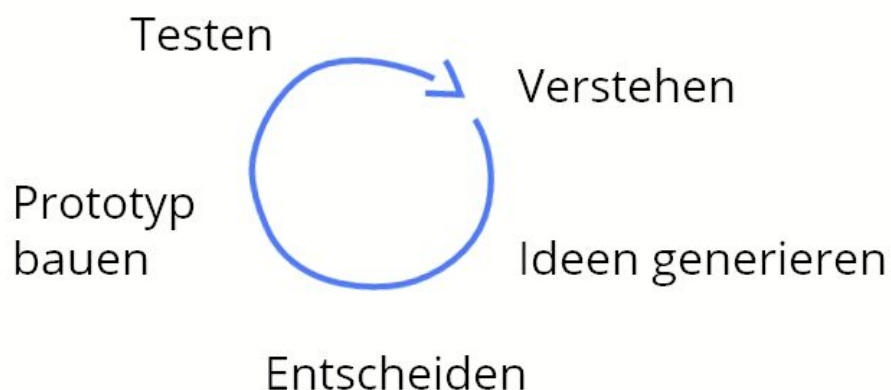 Testen
Verstehen
Prototyp
bauen
Ideen generieren
Entscheiden